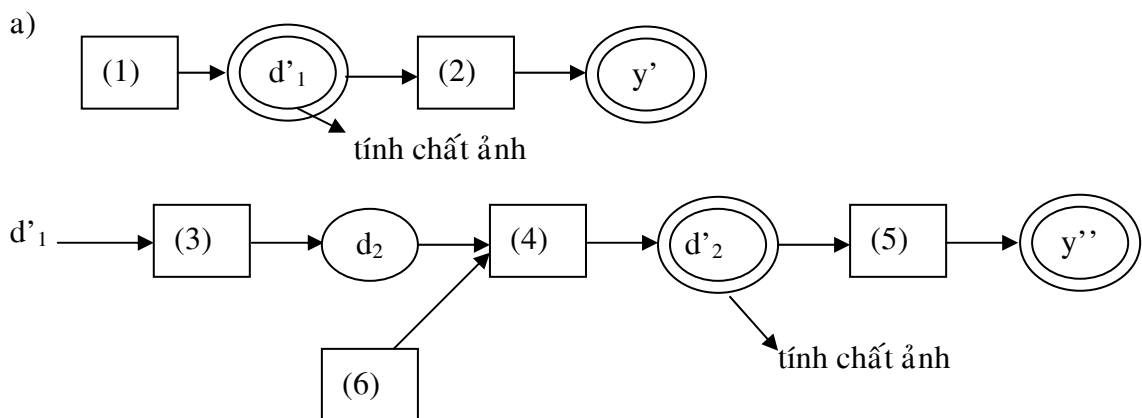 a)
(1) d'₁ (2) y'
tính chất ảnh
d'₁ (3) d₂ (4) d'₂ (5) y''
tính chất ảnh
(6)